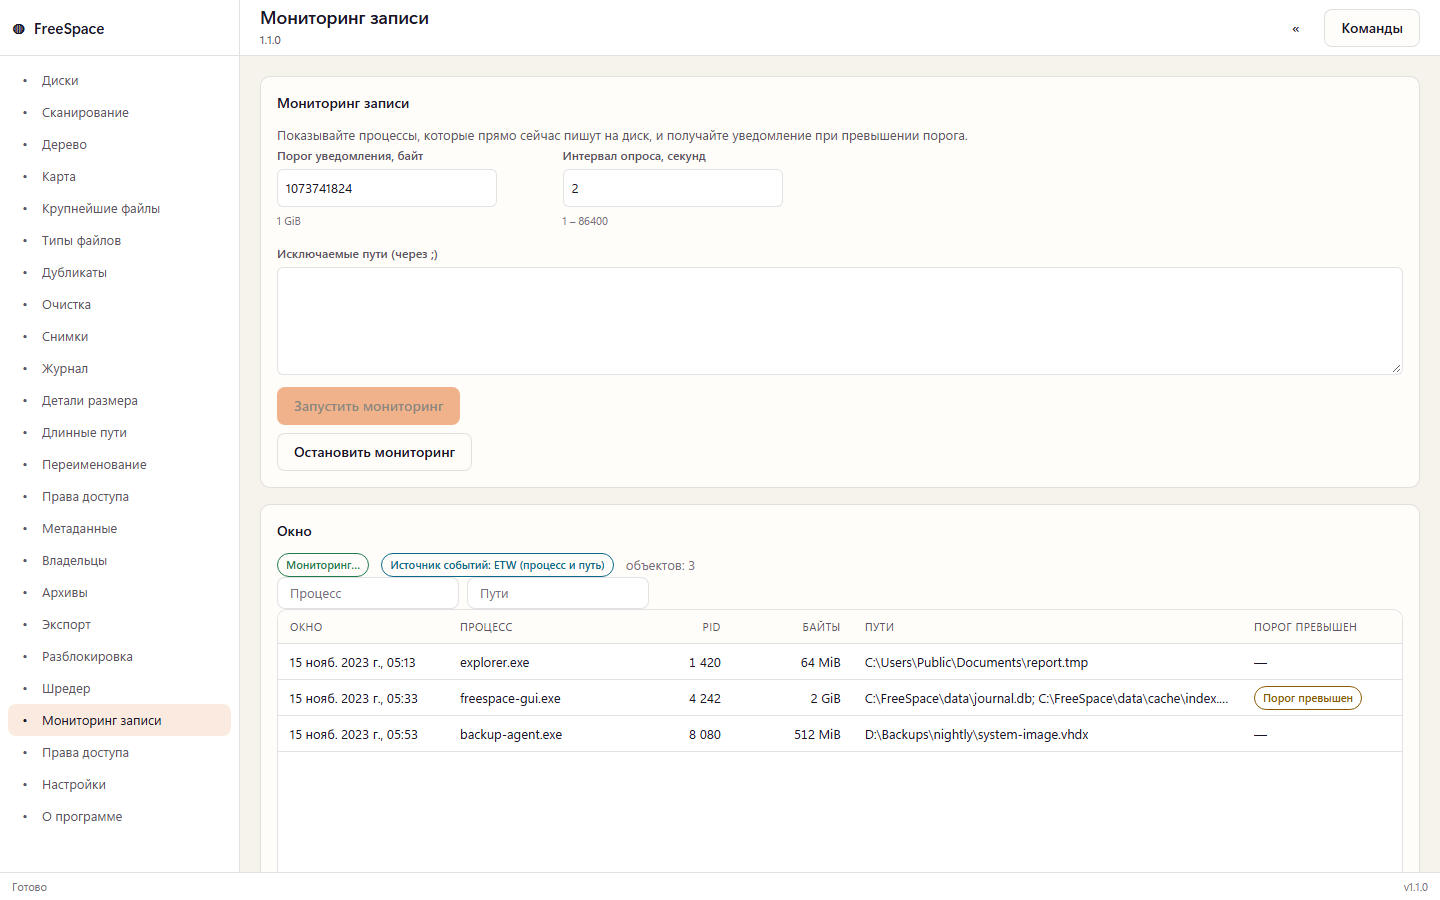 FreeSpace
Мониторинг записи
1.1.0
«
Команды
Диски
Сканирование
Дерево
Карта
Крупнейшие файлы
Типы файлов
Дубликаты
Очистка
Снимки
Журнал
Детали размера
Длинные пути
Переименование
Права доступа
Метаданные
Владельцы
Архивы
Экспорт
Разблокировка
Шредер
Мониторинг записи
Права доступа
Настройки
О программе
Мониторинг записи
Показывайте процессы, которые прямо сейчас пишут на диск, и получайте уведомление при превышении порога.
Порог уведомления, байт
Интервал опроса, секунд
1073741824
2
1 GiB
1 – 86400
Исключаемые пути (через ;)
Запустить мониторинг
Остановить мониторинг
Окно
Мониторинг... Источник событий: ETW (процесс и путь) объектов: 3
Процесс Пути
ОКНО ПРОЦЕСС PID БАЙТЫ ПУТИ ПОРОГ ПРЕВЫШЕН
15 нояб. 2023 г., 05:13 explorer.exe 1 420 64 MiB C:\Users\Public\Documents\report.tmp —
15 нояб. 2023 г., 05:33 freespace-gui.exe 4 242 2 GiB C:\FreeSpace\data\journal.db; C:\FreeSpace\data\cache\index.... Порог превышен
15 нояб. 2023 г., 05:53 backup-agent.exe 8 080 512 MiB D:\Backups\nightly\system-image.vhdx —
Готово
v1.1.0